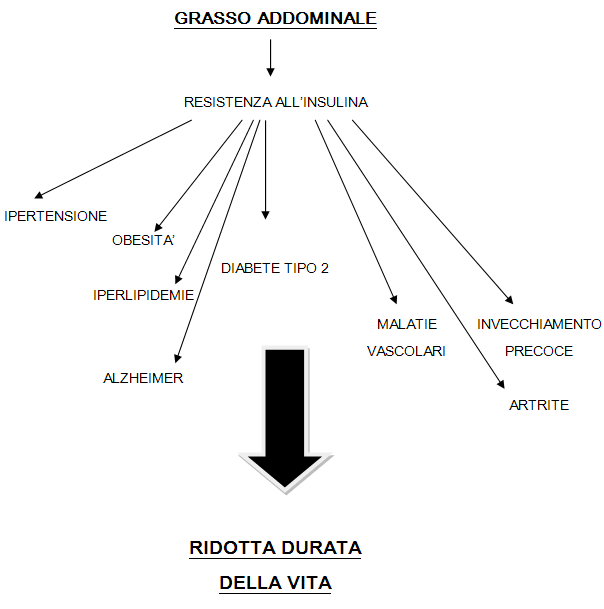 GRASSO ADDOMINALE
RESISTENZA ALL'INSULINA
IPERTENSIONE
OBESITA'
DIABETE TIPO 2
IPERLIPIDEMIE
MALATIE
VASCOLARI
INVECCHIAMENTO
PRECOCE
ALZHEIMER
ARTRITE
RIDOTTA DURATA
DELLA VITA